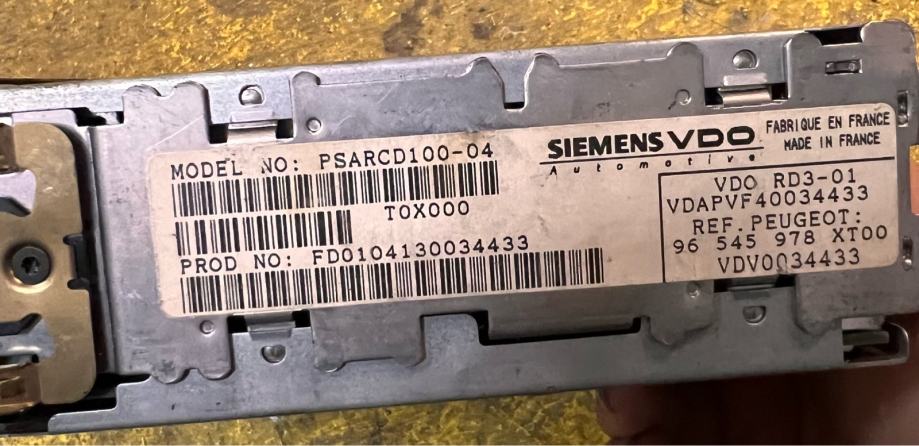 MODEL NO: PSARCD100-04
T0X000
PROD NO: FD0104130034433
SIEMENS VDO
Automotive
FABRIQUE EN FRANCE
MADE IN FRANCE
VDO RD3-01
VDAPVF40034433
REF.PEUGEOT:
96 545 978 XT00
VDV0034433